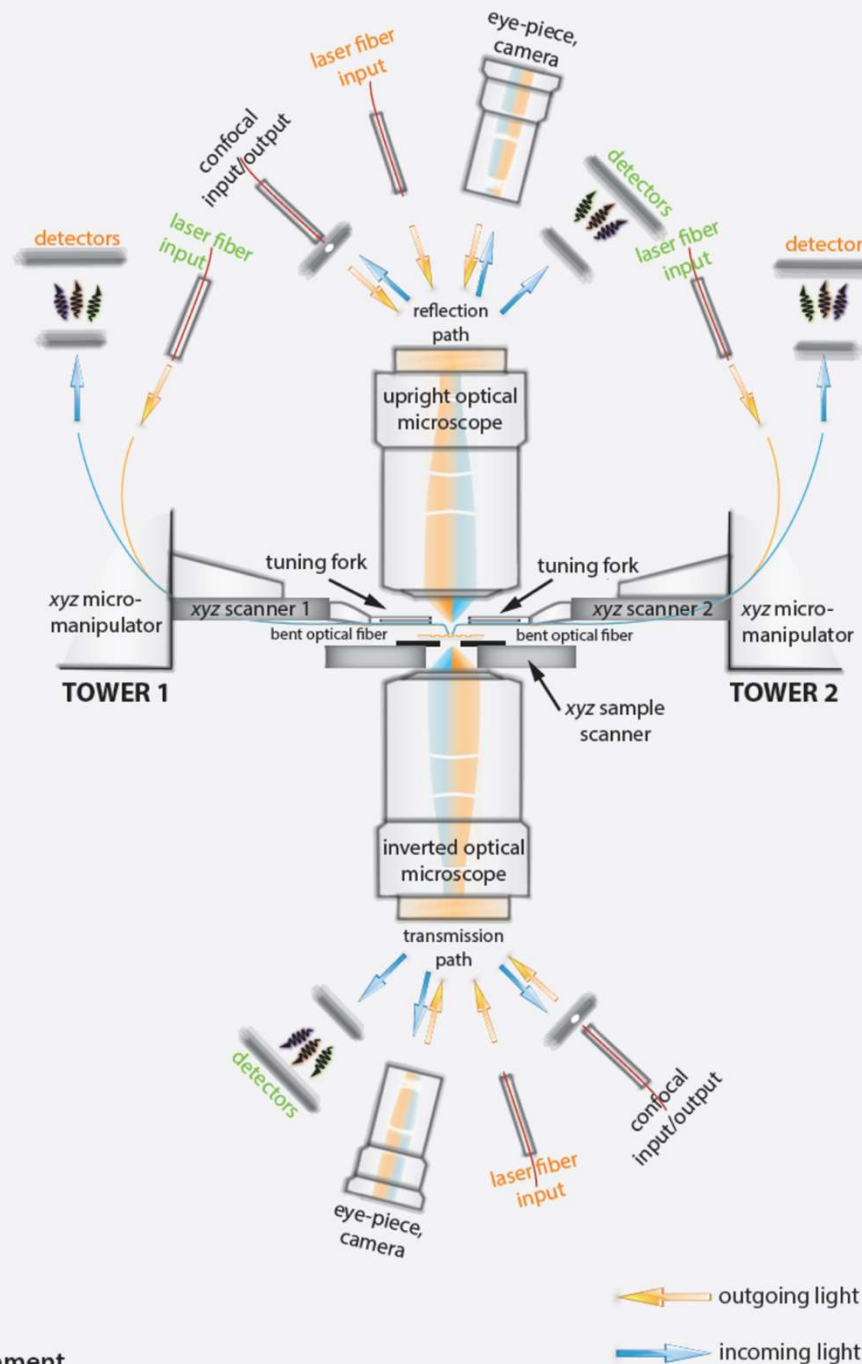 eye-piece,
camera
laser fiber
input
confocal
input/output
detectors
laser fiber
input
detectors
laser fiber
input
detector
reflection
path
upright optical
microscope
tuning fork
tuning fork
xyz micro-
manipulator
xyz scanner 1
xyz scanner 2
xyz micro-
manipulator
bent optical fiber
bent optical fiber
TOWER 1
TOWER 2
xyz sample
scanner
inverted optical
microscope
transmission
path
detectors
confocal
input/output
laser fiber
input
eye-piece,
camera
outgoing light
incoming light